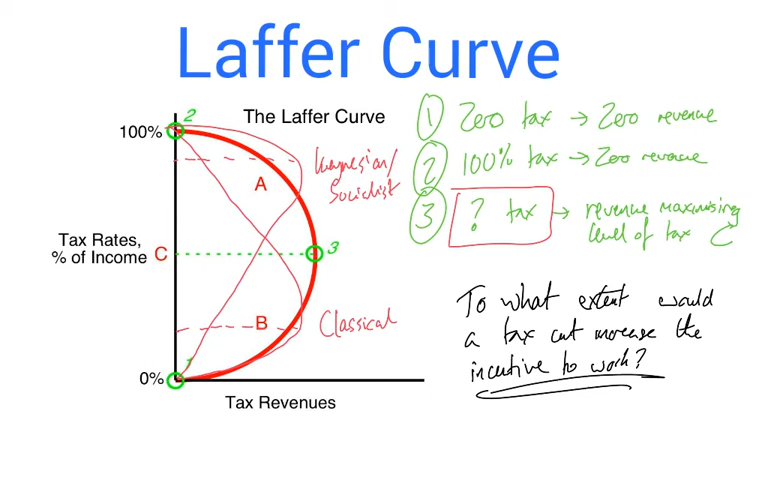 Laffer Curve
The Laffer Curve
2
100%
A
Keynesian/
Socialist
Tax Rates,
% of Income
C
3
B
Classical
1
0%
Tax Revenues
1 Zero tax → Zero revenue
2 100% tax → Zero revenue
3 ? tax → revenue maximising
level of tax
To what extent would
a tax cut increase the
incentive to work?